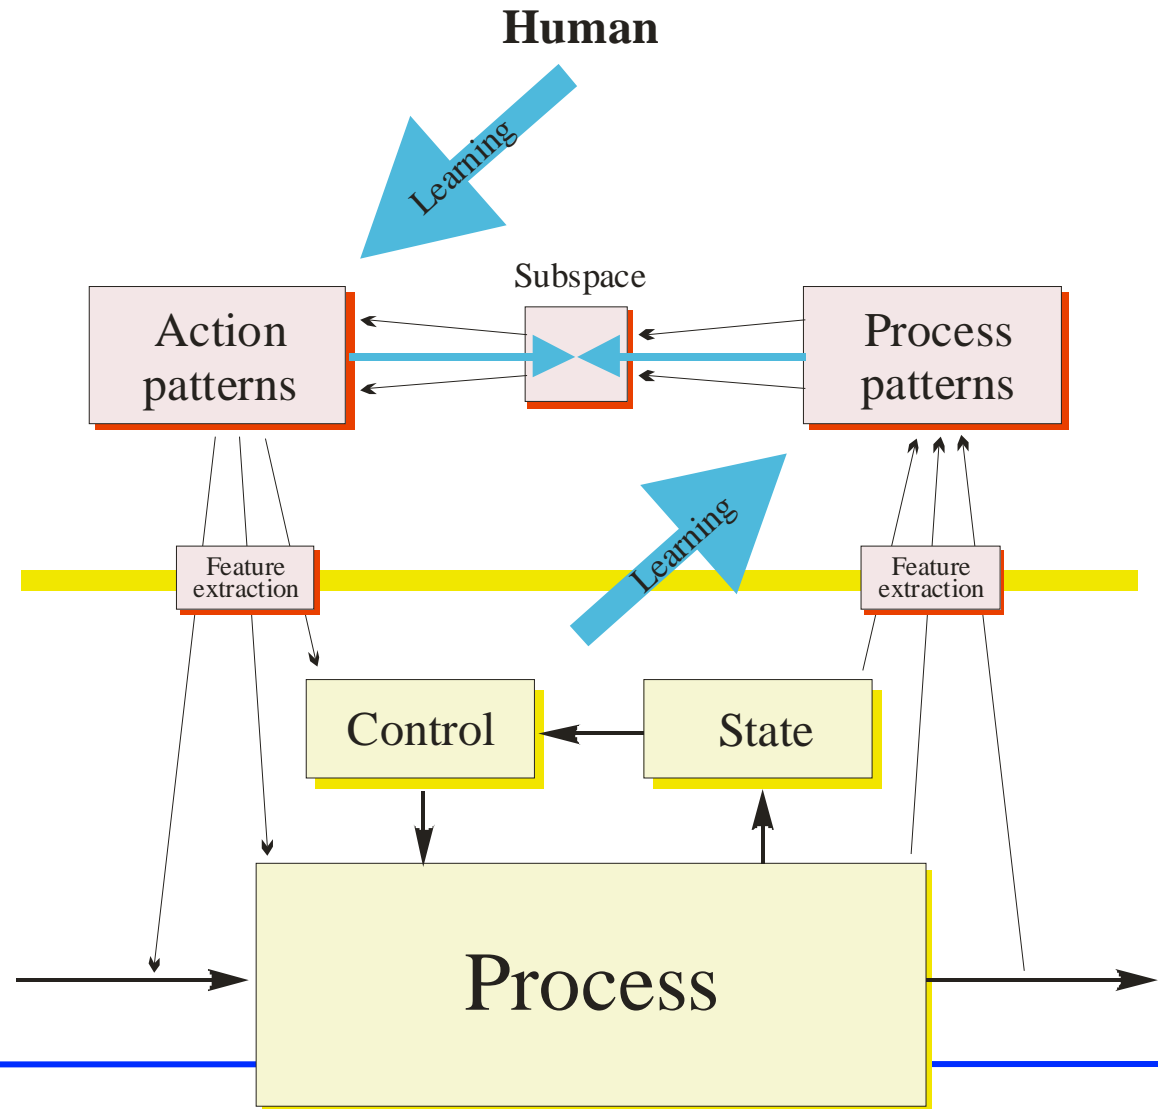 Human
Learning
Subspace
Action
patterns
Process
patterns
Learning
Feature
extraction
Feature
extraction
Control
State
Process